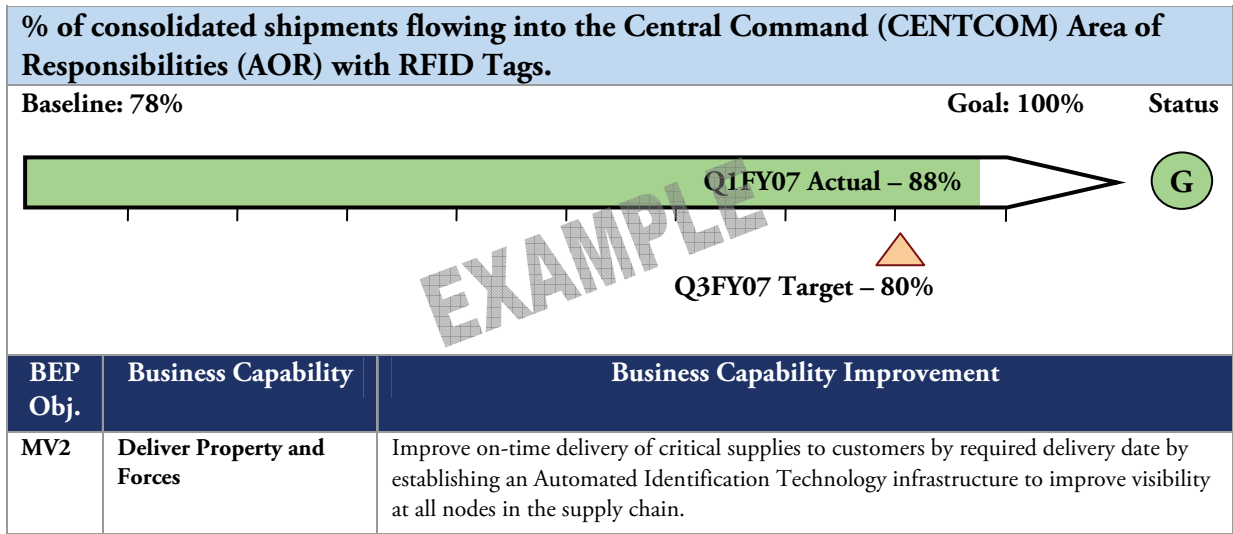 % of consolidated shipments flowing into the Central Command (CENTCOM) Area of
Responsibilities (AOR) with RFID Tags.
Baseline: 78%
Goal: 100%
Status
Q1FY07 Actual – 88%
G
EXAMPLE
Q3FY07 Target – 80%
BEP
Obj.
Business Capability
Business Capability Improvement
MV2
Deliver Property and
Forces
Improve on-time delivery of critical supplies to customers by required delivery date by
establishing an Automated Identification Technology infrastructure to improve visibility
at all nodes in the supply chain.